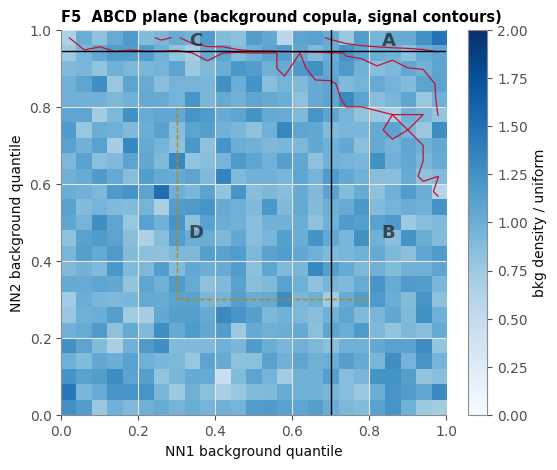 F5 ABCD plane (background copula, signal contours)
C
A
D
B
1.0
0.8
0.6
0.4
0.2
0.0
0.0
0.2
0.4
0.6
0.8
1.0
NN1 background quantile
NN2 background quantile
2.00
1.75
1.50
1.25
1.00
0.75
0.50
0.25
0.00
bkg density / uniform